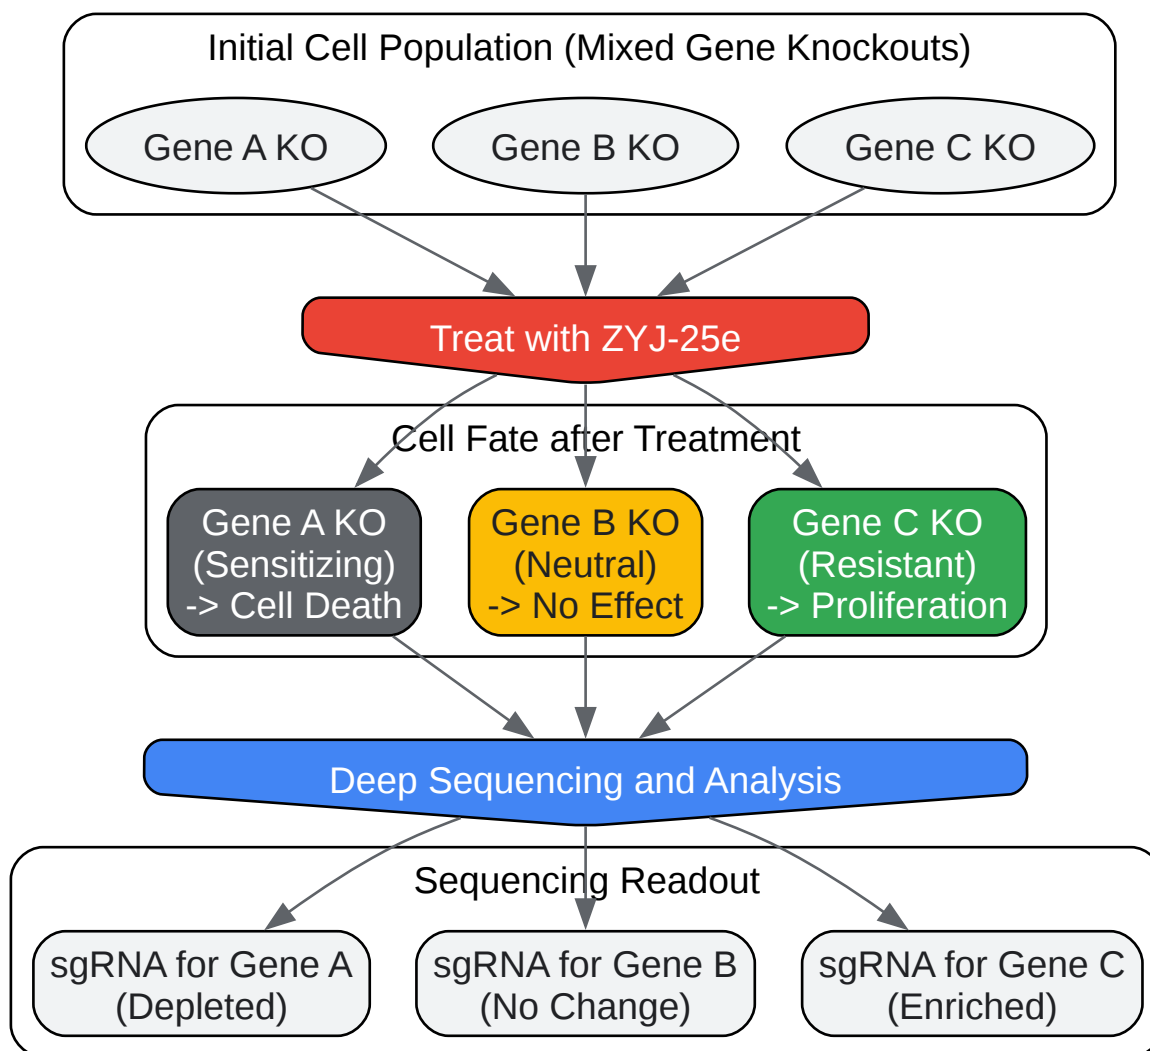 Initial Cell Population (Mixed Gene Knockouts)
Gene A KO
Gene B KO
Gene C KO
Treat with ZYJ-25e
Cell Fate after Treatment
Gene A KO
(Sensitizing)
-> Cell Death
Gene B KO
(Neutral)
-> No Effect
Gene C KO
(Resistant)
-> Proliferation
Deep Sequencing and Analysis
Sequencing Readout
sgRNA for Gene A
(Depleted)
sgRNA for Gene B
(No Change)
sgRNA for Gene C
(Enriched)